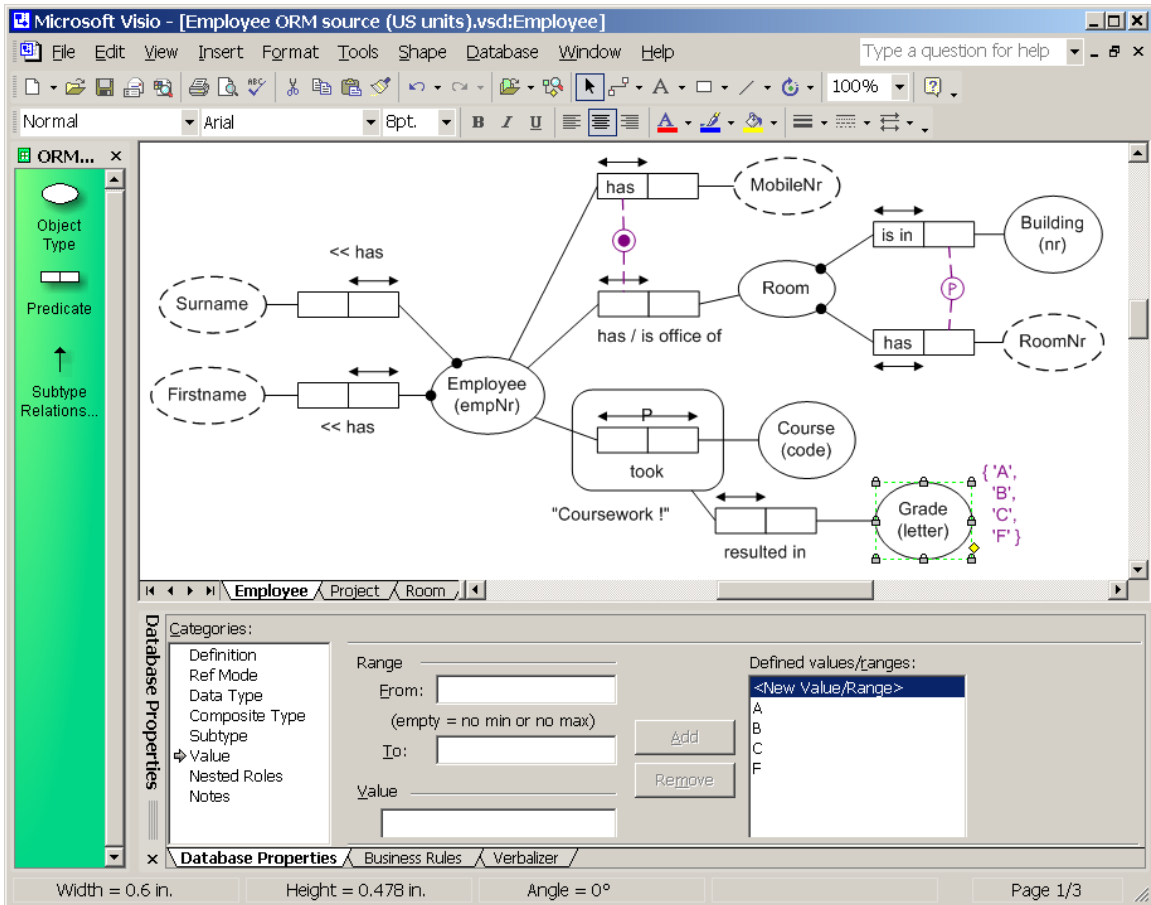 Microsoft Visio - [Employee ORM source (US units).vsd:Employee]
File Edit View Insert Format Tools Shape Database Window Help Type a question for help
A 100%
Normal Arial 8pt. B I U A
ORM...
Object
Type
Predicate
Subtype
Relations...
has
MobileNr
<< has
Surname
has / is office of
Room
is in
Building
(nr)
P
has
RoomNr
Firstname
<< has
Employee
(empNr)
P
took
Course
(code)
"Coursework !"
resulted in
Grade
(letter)
{ 'A',
'B',
'C',
'F' }
Employee Project Room
Database Properties
Categories:
Definition
Ref Mode
Data Type
Composite Type
Subtype
Value
Nested Roles
Notes
Range
From:
(empty = no min or no max)
To:
Value
Add
Remove
Defined values/ranges:
<New Value/Range>
A
B
C
F
Database Properties Business Rules Verbalizer
Width = 0.6 in. Height = 0.478 in. Angle = 0° Page 1/3